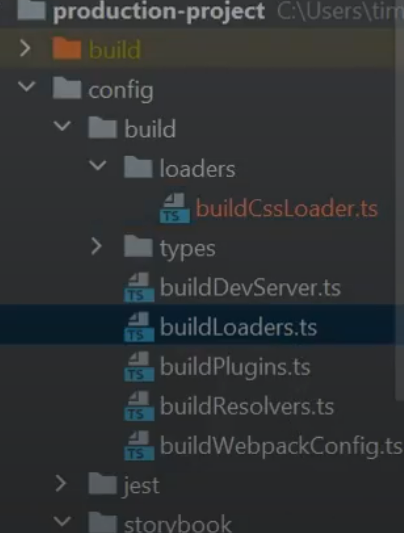 production-project C:\Users\tim
build
config
build
loaders
TS buildCssLoader.ts
types
TS buildDevServer.ts
TS buildLoaders.ts
TS buildPlugins.ts
TS buildResolvers.ts
TS buildWebpackConfig.ts
jest
storybook